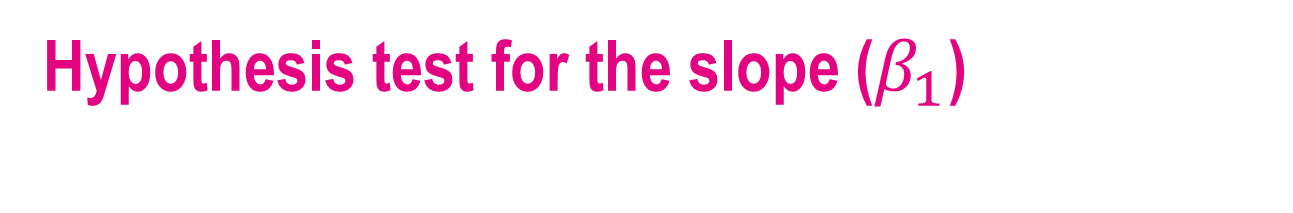 Hypothesis test for the slope (𝛽₁)